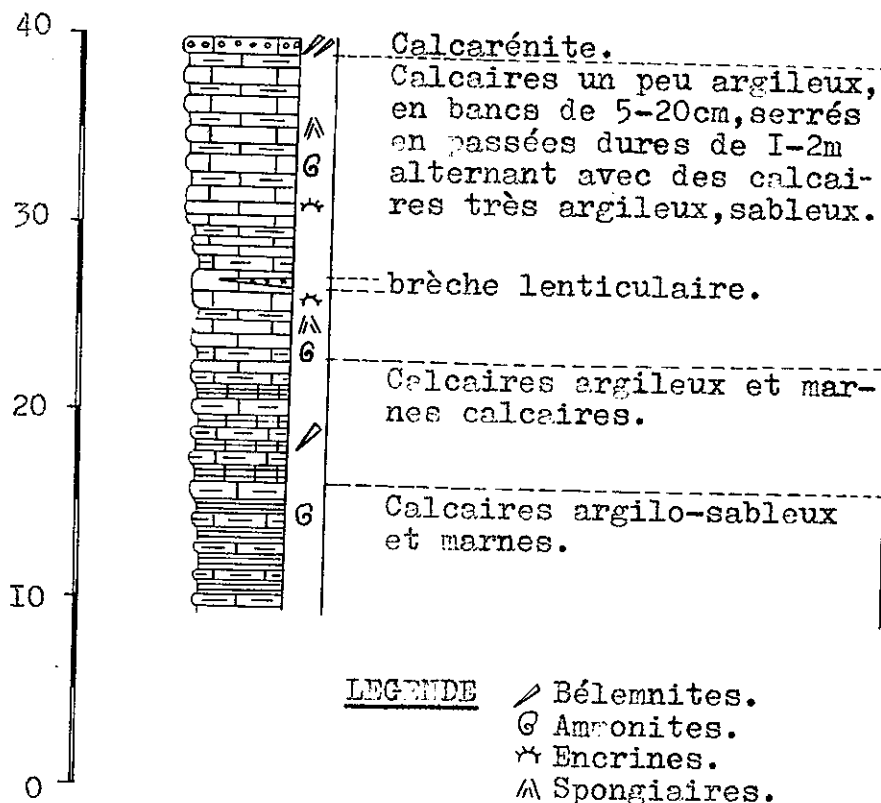 40
Calcarénite.
Calcaires un peu argileux,
en bancs de 5-20cm,serrés
en passées dures de I-2m
alternant avec des calcai-
res très argileux,sableux.
30
brèche lenticulaire.
20
Calcaires argileux et mar-
nes calcaires.
Calcaires argilo-sableux
et marnes.
I0
LEGENDE
Bélemnites.
Ammonites.
Encrines.
Spongiaires.
0